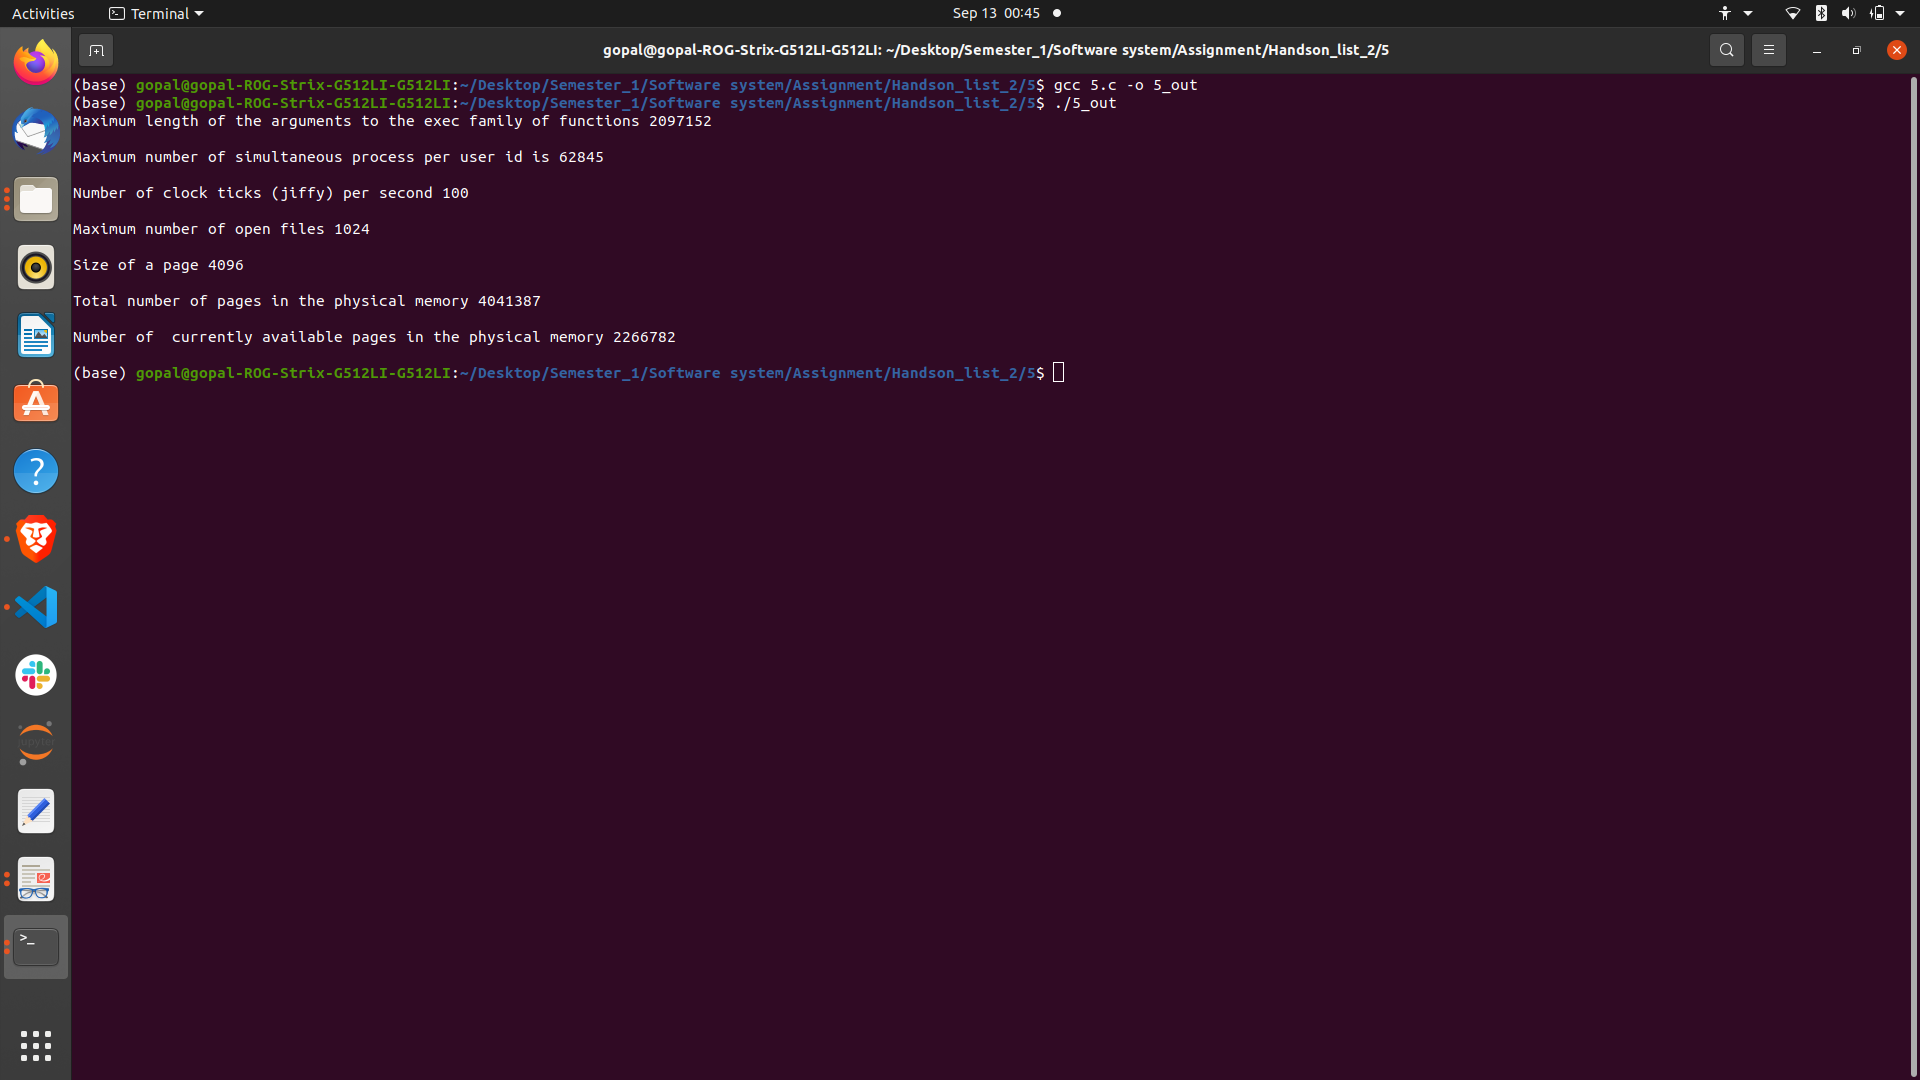 Activities Terminal Sep 13 00:45
gopal@gopal-ROG-Strix-G512LI-G512LI: ~/Desktop/Semester_1/Software system/Assignment/Handson_list_2/5
(base) gopal@gopal-ROG-Strix-G512LI-G512LI:~/Desktop/Semester_1/Software system/Assignment/Handson_list_2/5$ gcc 5.c -o 5_out
(base) gopal@gopal-ROG-Strix-G512LI-G512LI:~/Desktop/Semester_1/Software system/Assignment/Handson_list_2/5$ ./5_out
Maximum length of the arguments to the exec family of functions 2097152
Maximum number of simultaneous process per user id is 62845
Number of clock ticks (jiffy) per second 100
Maximum number of open files 1024
Size of a page 4096
Total number of pages in the physical memory 4041387
Number of  currently available pages in the physical memory 2266782
(base) gopal@gopal-ROG-Strix-G512LI-G512LI:~/Desktop/Semester_1/Software system/Assignment/Handson_list_2/5$